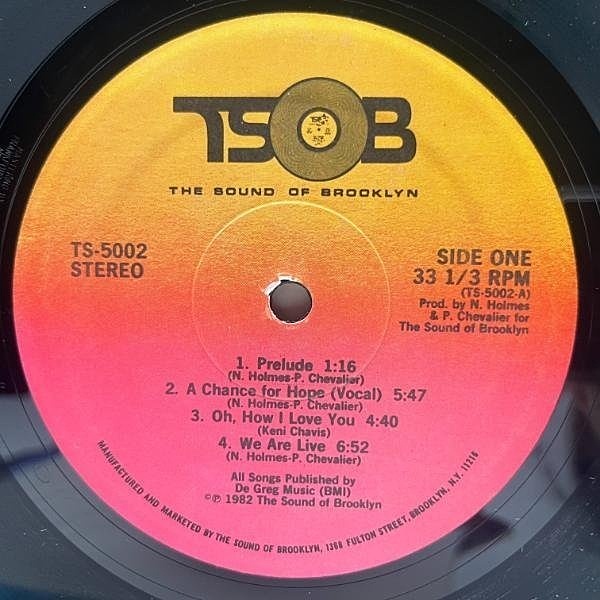 TSOB
THE SOUND OF BROOKLYN
TS-5002
STEREO
SIDE ONE
33 1/3 RPM
(TS-5002-A)
Prod. by N. Holmes
& P. Chevalier for
The Sound of Brooklyn
1. Prelude 1:16
(N. Holmes-P. Chevalier)
2. A Chance for Hope (Vocal) 5:47
(N. Holmes-P. Chevalier)
3. Oh, How I Love You 4:40
(Keni Chavis)
4. We Are Live 6:52
(N. Holmes-P. Chevalier)
All Songs Published by
De Greg Music (BMI)
©℗ 1982 The Sound of Brooklyn
MANUFACTURED AND MARKETED BY THE SOUND OF BROOKLYN, 1368 FULTON STREET, BROOKLYN, N.Y. 11216